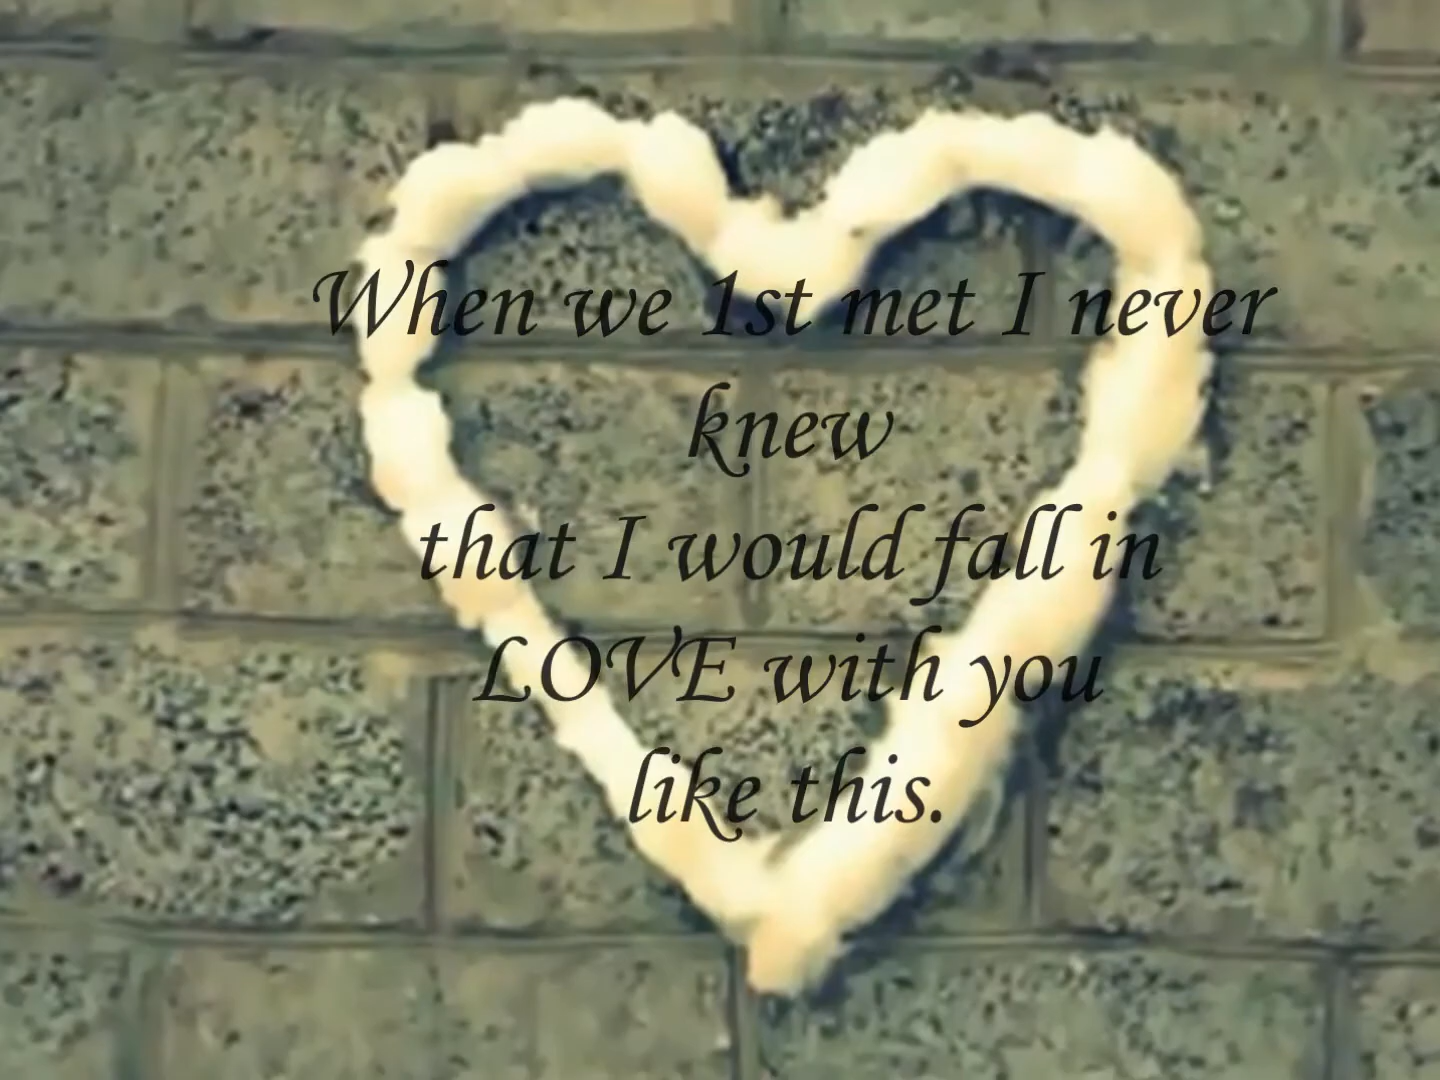 When we 1st met I never
knew
that I would fall in
LOVE with you
like this.